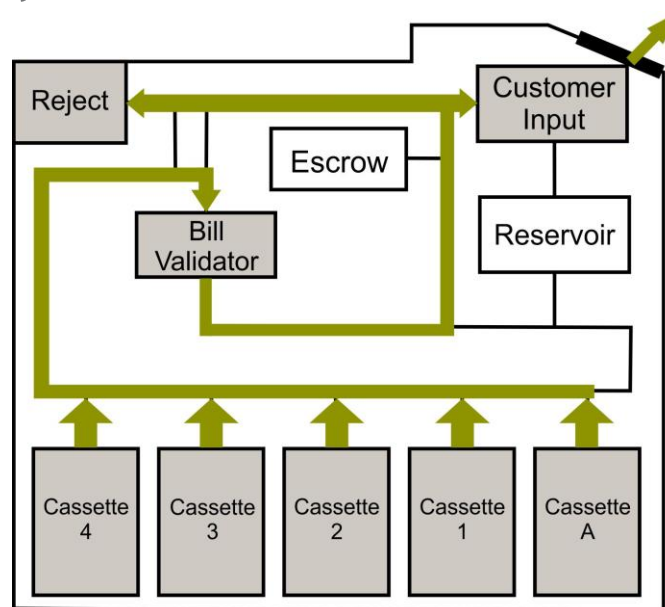 Reject
Customer
Input
Escrow
Bill
Validator
Reservoir
Cassette
4
Cassette
3
Cassette
2
Cassette
1
Cassette
A